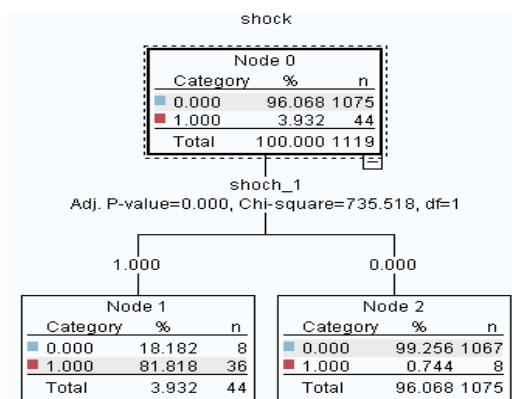 shock
Node 0
Category % n
0.000 96.068 1075
1.000 3.932 44
Total 100.000 1119
shoch_1
Adj. P-value=0.000, Chi-square=735.518, df=1
1.000 0.000
Node 1
Category % n
0.000 18.182 8
1.000 81.818 36
Total 3.932 44
Node 2
Category % n
0.000 99.256 1067
1.000 0.744 8
Total 96.068 1075